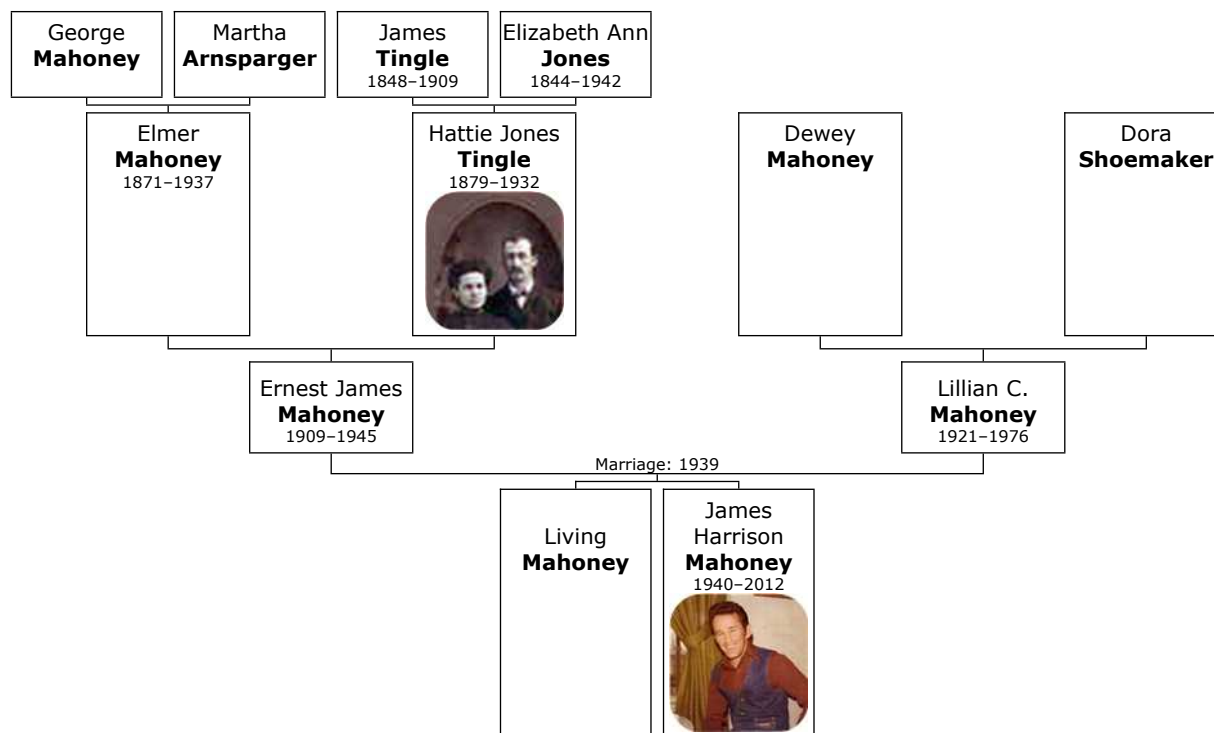 George
Mahoney
Martha
Arnsparger
James
Tingle
1848–1909
Elizabeth Ann
Jones
1844–1942
Elmer
Mahoney
1871–1937
Hattie Jones
Tingle
1879–1932
Dewey
Mahoney
Dora
Shoemaker
Ernest James
Mahoney
1909–1945
Lillian C.
Mahoney
1921–1976
Marriage: 1939
Living
Mahoney
James
Harrison
Mahoney
1940–2012